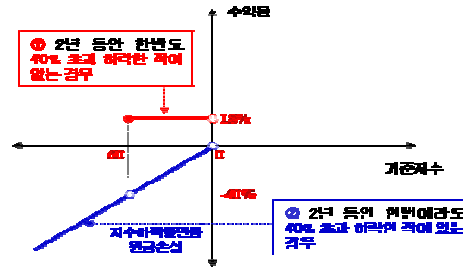 수익률
① 2년 동안 한번도
40% 초과 하락한 적이
없는 경우
기준지수
지수하락률만큼
원금손실
② 2년 동안 한번이라도
40% 초과 하락한 적이 있는
경우